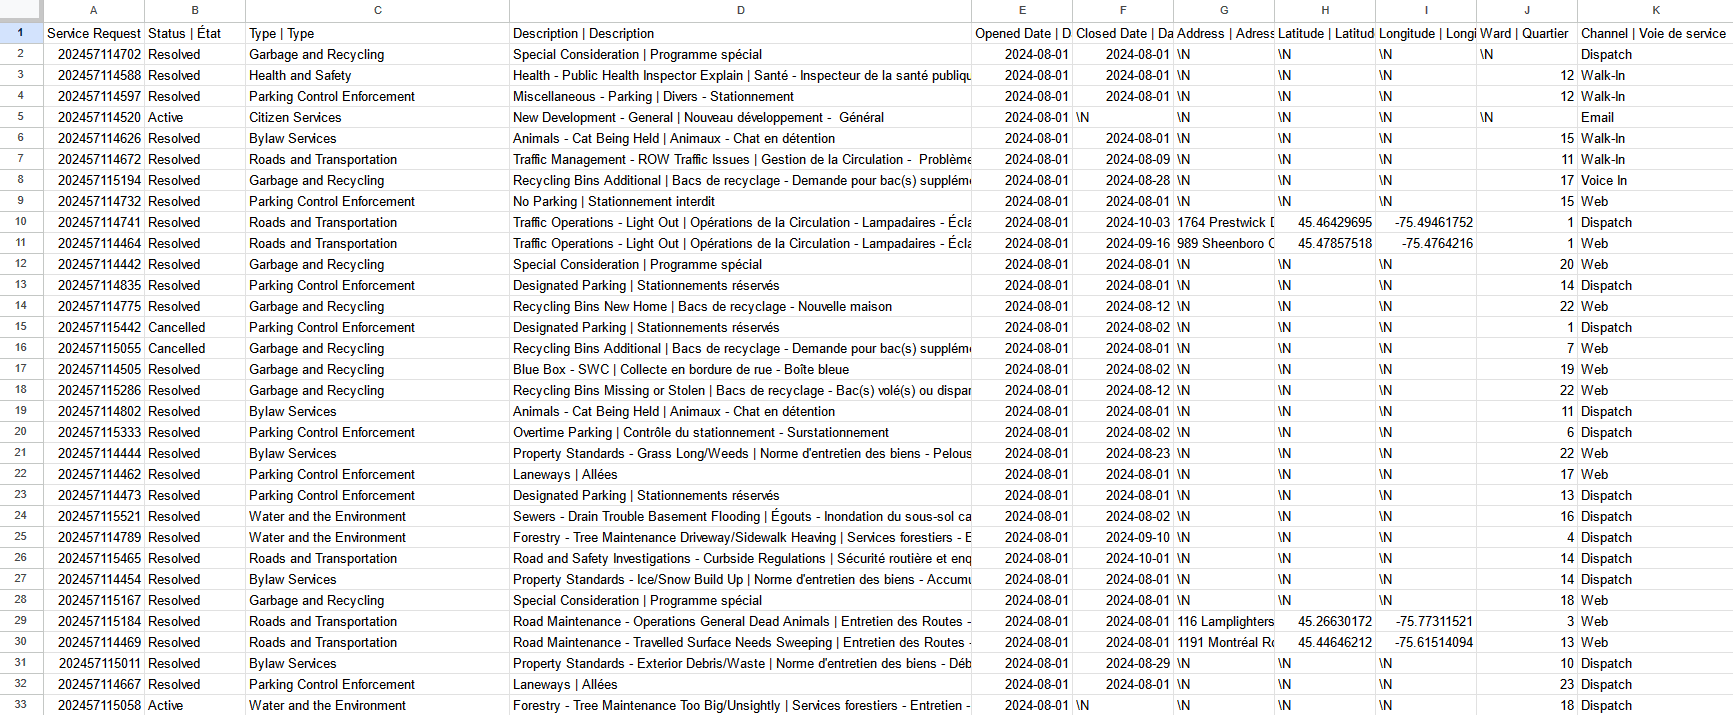 A B C D E F G H I J K
1 Service Request Status | État Type | Type Description | Description Opened Date | D Closed Date | Da Address | Adress Latitude | Latitud Longitude | Longi Ward | Quartier Channel | Voie de service
2 202457114702 Resolved Garbage and Recycling Special Consideration | Programme spécial 2024-08-01 2024-08-01 \N \N \N \N Dispatch
3 202457114588 Resolved Health and Safety Health - Public Health Inspector Explain | Santé - Inspecteur de la santé publiqu 2024-08-01 2024-08-01 \N \N \N 12 Walk-In
4 202457114597 Resolved Parking Control Enforcement Miscellaneous - Parking | Divers - Stationnement 2024-08-01 2024-08-01 \N \N \N 12 Walk-In
5 202457114520 Active Citizen Services New Development - General | Nouveau développement -  Général 2024-08-01 \N \N \N \N \N Email
6 202457114626 Resolved Bylaw Services Animals - Cat Being Held | Animaux - Chat en détention 2024-08-01 2024-08-01 \N \N \N 15 Walk-In
7 202457114672 Resolved Roads and Transportation Traffic Management - ROW Traffic Issues | Gestion de la Circulation -  Problème 2024-08-01 2024-08-09 \N \N \N 11 Walk-In
8 202457115194 Resolved Garbage and Recycling Recycling Bins Additional | Bacs de recyclage - Demande pour bac(s) supplém 2024-08-01 2024-08-28 \N \N \N 17 Voice In
9 202457114732 Resolved Parking Control Enforcement No Parking | Stationnement interdit 2024-08-01 2024-08-01 \N \N \N 15 Web
10 202457114741 Resolved Roads and Transportation Traffic Operations - Light Out | Opérations de la Circulation - Lampadaires - Écla 2024-08-01 2024-10-03 1764 Prestwick D 45.46429695 -75.49461752 1 Dispatch
11 202457114464 Resolved Roads and Transportation Traffic Operations - Light Out | Opérations de la Circulation - Lampadaires - Écla 2024-08-01 2024-09-16 989 Sheenboro C 45.47857518 -75.4764216 1 Web
12 202457114442 Resolved Garbage and Recycling Special Consideration | Programme spécial 2024-08-01 2024-08-01 \N \N \N 20 Web
13 202457114835 Resolved Parking Control Enforcement Designated Parking | Stationnements réservés 2024-08-01 2024-08-01 \N \N \N 14 Dispatch
14 202457114775 Resolved Garbage and Recycling Recycling Bins New Home | Bacs de recyclage - Nouvelle maison 2024-08-01 2024-08-12 \N \N \N 22 Web
15 202457115442 Cancelled Parking Control Enforcement Designated Parking | Stationnements réservés 2024-08-01 2024-08-02 \N \N \N 1 Dispatch
16 202457115055 Cancelled Garbage and Recycling Recycling Bins Additional | Bacs de recyclage - Demande pour bac(s) supplém 2024-08-01 2024-08-01 \N \N \N 7 Web
17 202457114505 Resolved Garbage and Recycling Blue Box - SWC | Collecte en bordure de rue - Boîte bleue 2024-08-01 2024-08-02 \N \N \N 19 Web
18 202457115286 Resolved Garbage and Recycling Recycling Bins Missing or Stolen | Bacs de recyclage - Bac(s) volé(s) ou dispar 2024-08-01 2024-08-12 \N \N \N 22 Web
19 202457114802 Resolved Bylaw Services Animals - Cat Being Held | Animaux - Chat en détention 2024-08-01 2024-08-01 \N \N \N 11 Dispatch
20 202457115333 Resolved Parking Control Enforcement Overtime Parking | Contrôle du stationnement - Surstationnement 2024-08-01 2024-08-02 \N \N \N 6 Dispatch
21 202457114444 Resolved Bylaw Services Property Standards - Grass Long/Weeds | Norme d'entretien des biens - Pelous 2024-08-01 2024-08-23 \N \N \N 22 Web
22 202457114462 Resolved Parking Control Enforcement Laneways | Allées 2024-08-01 2024-08-01 \N \N \N 17 Web
23 202457114473 Resolved Parking Control Enforcement Designated Parking | Stationnements réservés 2024-08-01 2024-08-01 \N \N \N 13 Dispatch
24 202457115521 Resolved Water and the Environment Sewers - Drain Trouble Basement Flooding | Égouts - Inondation du sous-sol ca 2024-08-01 2024-08-02 \N \N \N 16 Dispatch
25 202457114789 Resolved Water and the Environment Forestry - Tree Maintenance Driveway/Sidewalk Heaving | Services forestiers - E 2024-08-01 2024-09-10 \N \N \N 4 Dispatch
26 202457115465 Resolved Roads and Transportation Road and Safety Investigations - Curbside Regulations | Sécurité routière et enq 2024-08-01 2024-10-01 \N \N \N 14 Dispatch
27 202457114454 Resolved Bylaw Services Property Standards - Ice/Snow Build Up | Norme d'entretien des biens - Accumu 2024-08-01 2024-08-01 \N \N \N 14 Dispatch
28 202457115167 Resolved Garbage and Recycling Special Consideration | Programme spécial 2024-08-01 2024-08-01 \N \N \N 18 Web
29 202457115184 Resolved Roads and Transportation Road Maintenance - Operations General Dead Animals | Entretien des Routes - 2024-08-01 2024-08-01 116 Lamplighters 45.26630172 -75.77311521 3 Web
30 202457114469 Resolved Roads and Transportation Road Maintenance - Travelled Surface Needs Sweeping | Entretien des Routes - 2024-08-01 2024-08-01 1191 Montréal Ro 45.44646212 -75.61514094 13 Web
31 202457115011 Resolved Bylaw Services Property Standards - Exterior Debris/Waste | Norme d'entretien des biens - Déb 2024-08-01 2024-08-29 \N \N \N 10 Dispatch
32 202457114667 Resolved Parking Control Enforcement Laneways | Allées 2024-08-01 2024-08-01 \N \N \N 23 Dispatch
33 202457115058 Active Water and the Environment Forestry - Tree Maintenance Too Big/Unsightly | Services forestiers - Entretien - 2024-08-01 \N \N \N \N 18 Dispatch